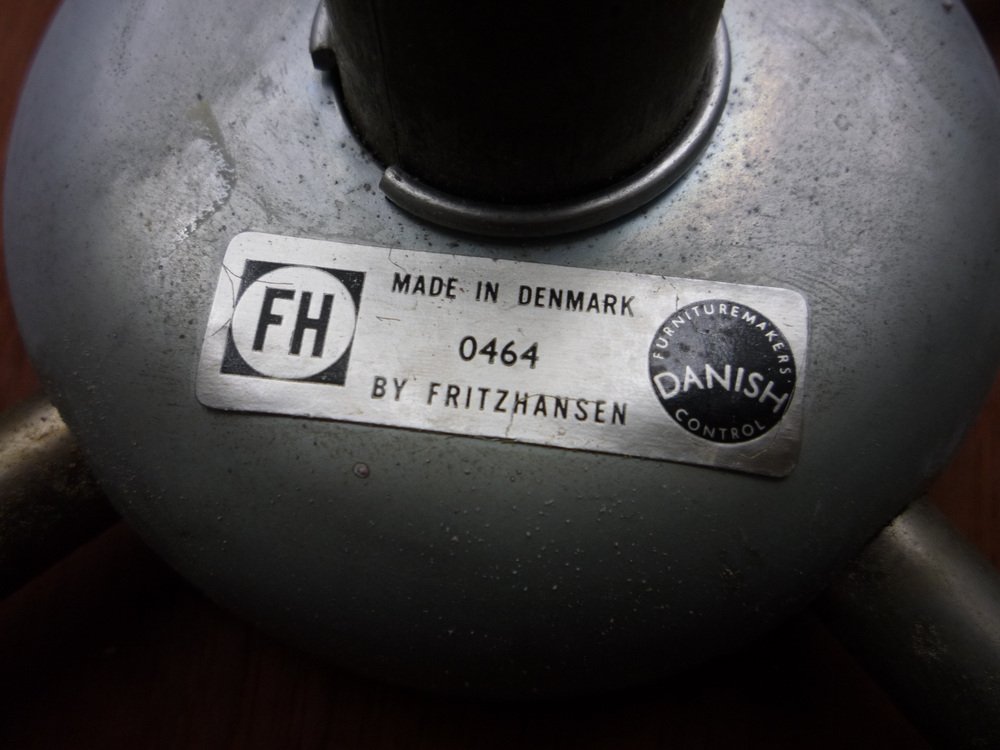 FH
MADE IN DENMARK
0464
BY FRITZHANSEN
FURNITUREMAKERS
DANISH
CONTROL